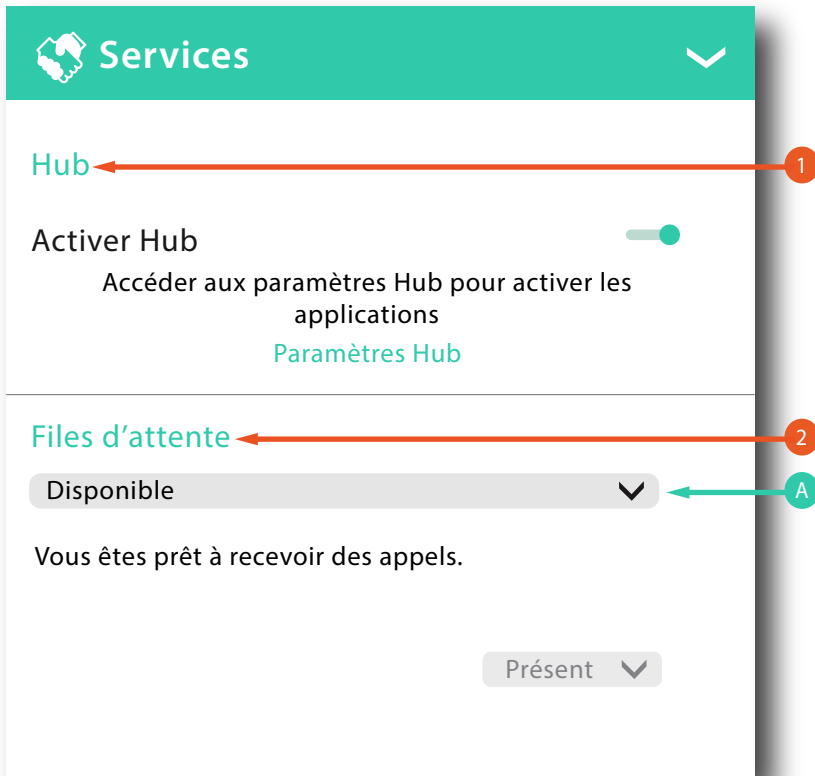 Services
Hub
1
Activer Hub
Accéder aux paramètres Hub pour activer les
applications
Paramètres Hub
Files d’attente
2
Disponible
A
Vous êtes prêt à recevoir des appels.
Présent